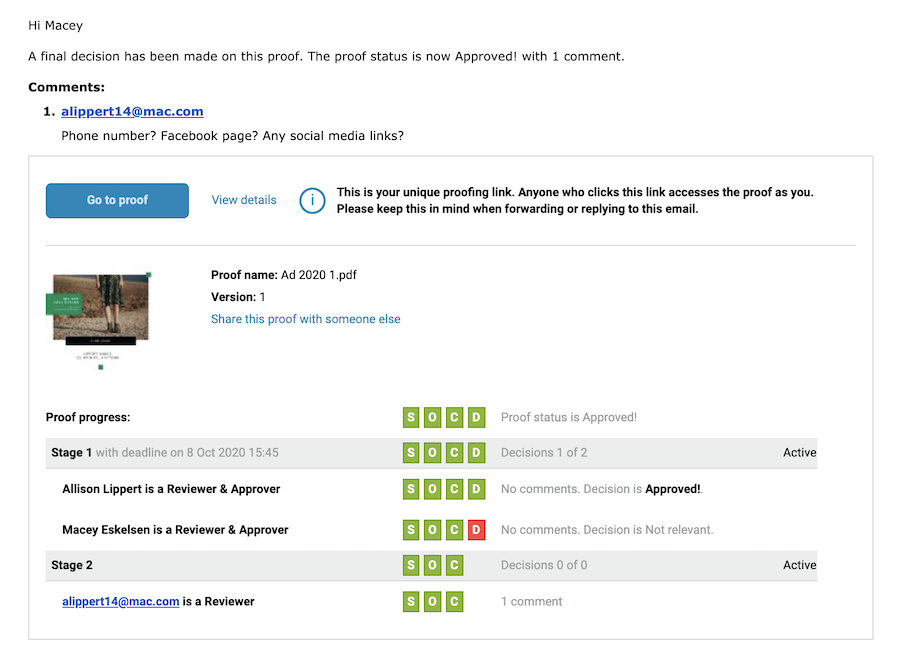 Hi Macey
A final decision has been made on this proof. The proof status is now Approved! with 1 comment.
Comments:
1. alippert14@mac.com
Phone number? Facebook page? Any social media links?
Go to proof
View details
i
This is your unique proofing link. Anyone who clicks this link accesses the proof as you.
Please keep this in mind when forwarding or replying to this email.
Proof name: Ad 2020 1.pdf
Version: 1
Share this proof with someone else
Proof progress: S O C D Proof status is Approved!
Stage 1 with deadline on 8 Oct 2020 15:45 S O C D Decisions 1 of 2 Active
Allison Lippert is a Reviewer & Approver S O C D No comments. Decision is Approved!.
Macey Eskelsen is a Reviewer & Approver S O C D No comments. Decision is Not relevant.
Stage 2 S O C Decisions 0 of 0 Active
alippert14@mac.com is a Reviewer S O C 1 comment